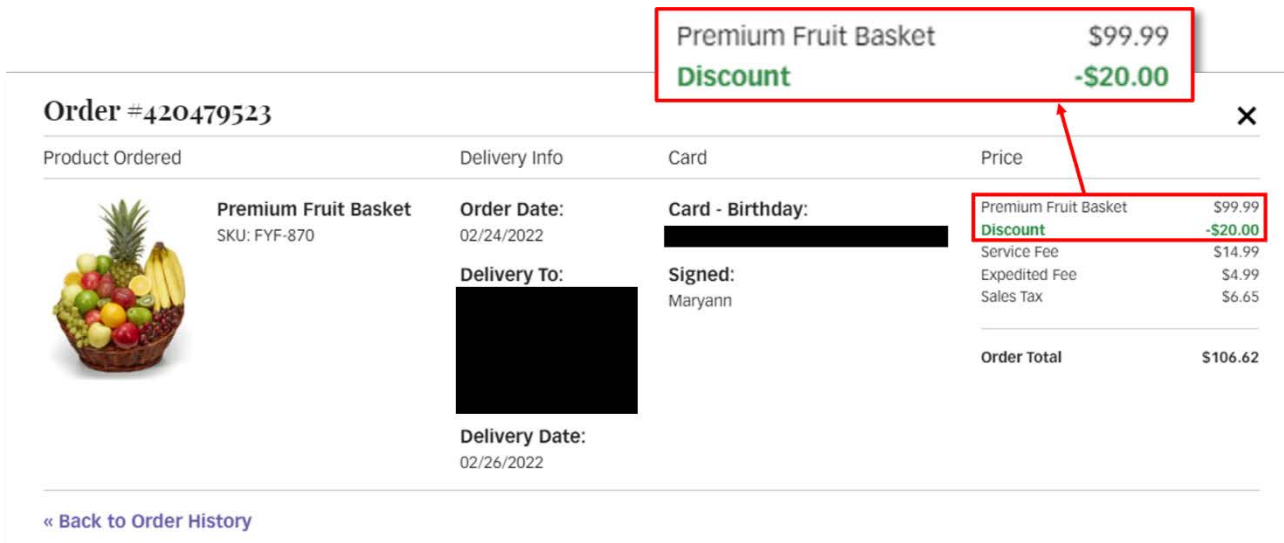 Premium Fruit Basket $99.99
Discount -$20.00
Order #420479523
Product Ordered Delivery Info Card Price
Premium Fruit Basket
SKU: FYF-870
Order Date:
02/24/2022
Delivery To:
Delivery Date:
02/26/2022
Card - Birthday:
Signed:
Maryann
Premium Fruit Basket $99.99
Discount -$20.00
Service Fee $14.99
Expedited Fee $4.99
Sales Tax $6.65
Order Total $106.62
« Back to Order History